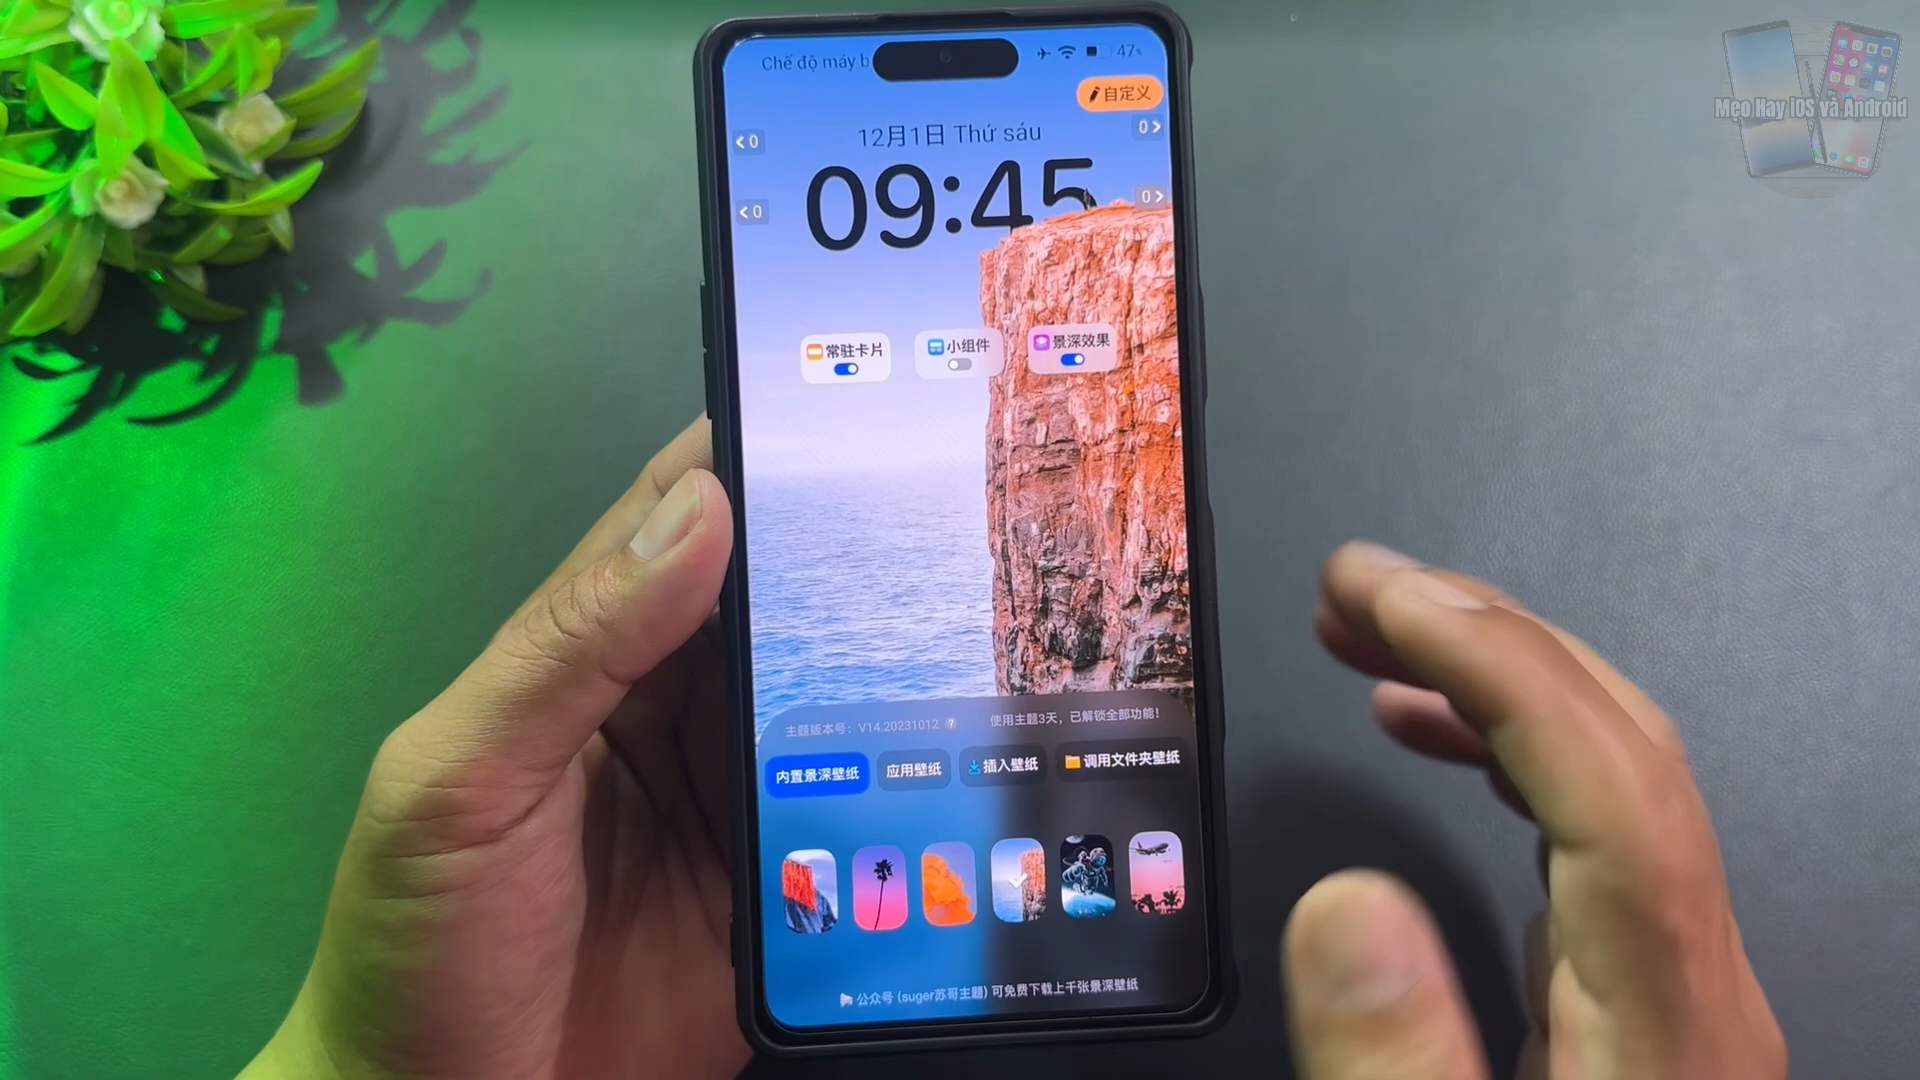 Chế độ máy b
47%
Mẹo Hay iOS và Android
自定义
< 0
12月1日 Thứ sáu
0 >
09:45
< 0
0 >
常驻卡片
小组件
景深效果
主题版本号：V14.20231012 ?
使用主题3天，已解锁全部功能！
内置景深壁纸
应用壁纸
插入壁纸
调用文件夹壁纸
公众号 (suger苏哥主题) 可免费下载上千张景深壁纸